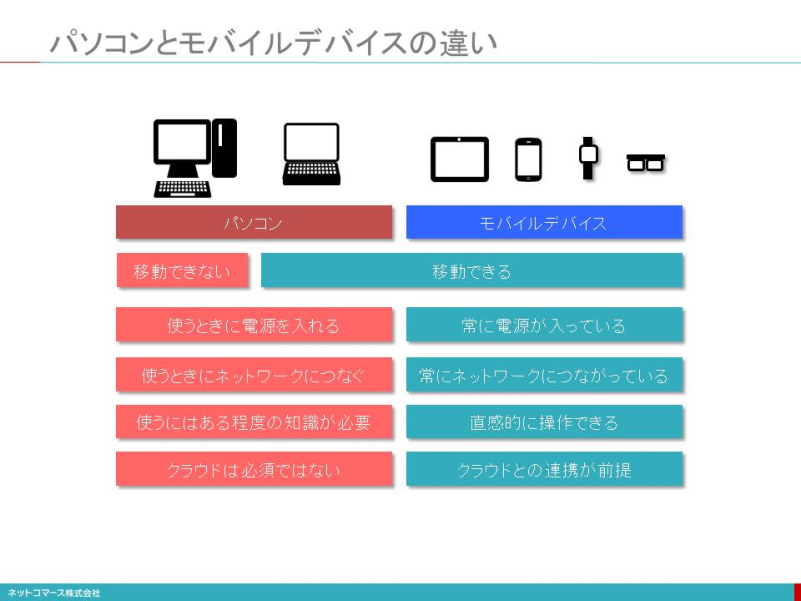 パソコンとモバイルデバイスの違い
パソコン
モバイルデバイス
移動できない
移動できる
使うときに電源を入れる
常に電源が入っている
使うときにネットワークにつなぐ
常にネットワークにつながっている
使うにはある程度の知識が必要
直感的に操作できる
クラウドは必須ではない
クラウドとの連携が前提
ネットコマース株式会社